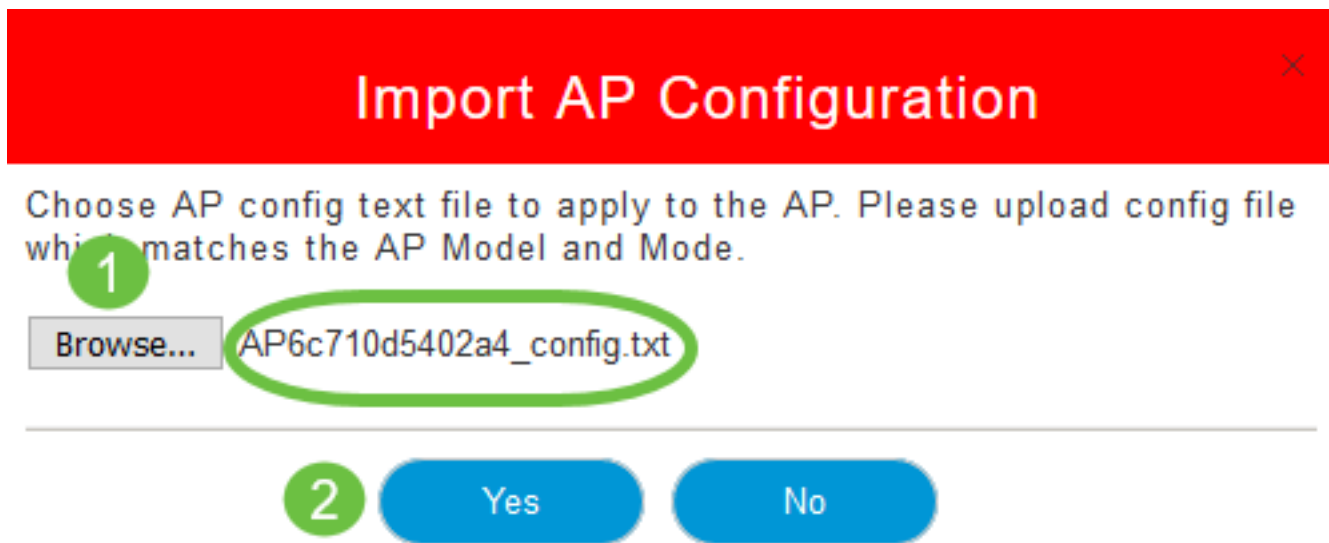 Import AP Configuration
Choose AP config text file to apply to the AP. Please upload config file
which matches the AP Model and Mode.
1
Browse... AP6c710d5402a4_config.txt
2 Yes No